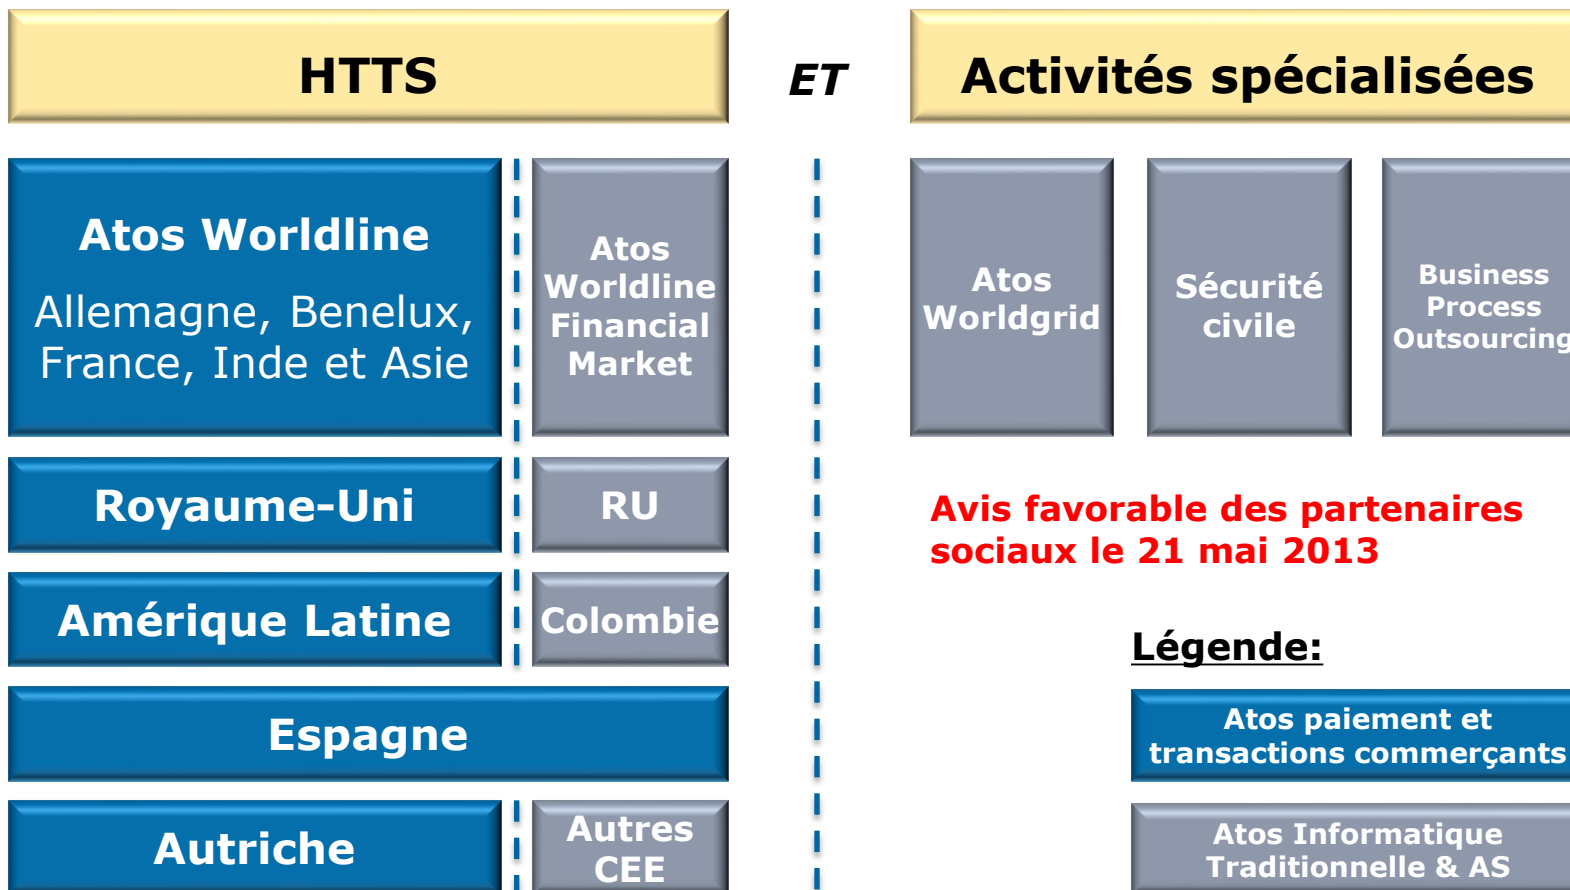 HTTS
ET
Activités spécialisées
Atos Worldline
Allemagne, Benelux,
France, Inde et Asie
Atos
Worldline
Financial
Market
Atos
Worldgrid
Sécurité
civile
Business
Process
Outsourcing
Royaume-Uni
RU
Avis favorable des partenaires
sociaux le 21 mai 2013
Amérique Latine
Colombie
Légende:
Espagne
Atos paiement et
transactions commerçants
Autriche
Autres
CEE
Atos Informatique
Traditionnelle & AS